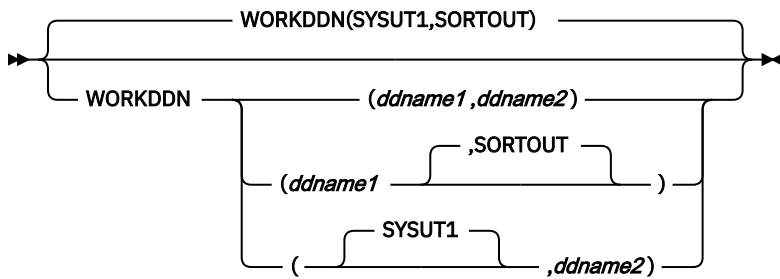 WORKDDN(SYSUT1,SORTOUT)
WORKDDN (ddname1 ,ddname2)
,SORTOUT
(ddname1 )
SYSUT1
( ,ddname2)